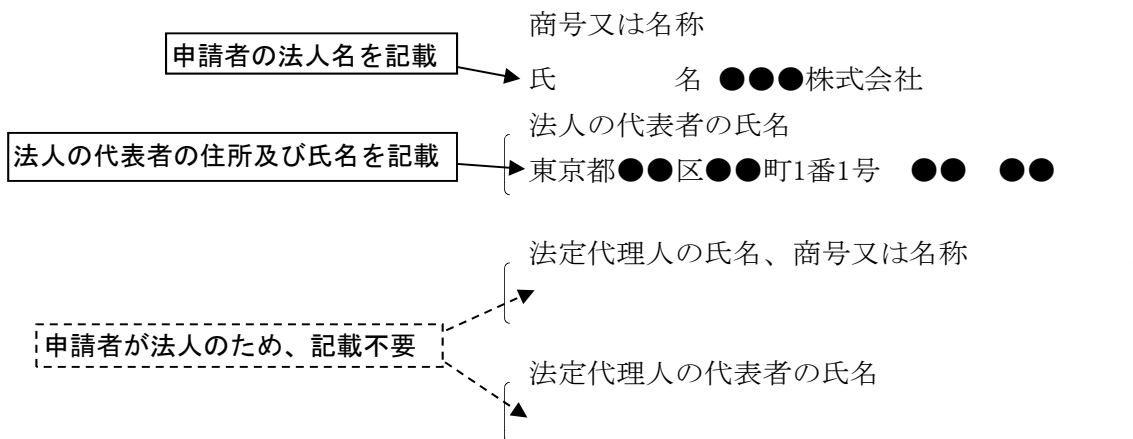 商号又は名称
申請者の法人名を記載
氏　　　　名 ●●●株式会社
法人の代表者の氏名
法人の代表者の住所及び氏名を記載
東京都●●区●●町1番1号　●●　●●
法定代理人の氏名、商号又は名称
申請者が法人のため、記載不要
法定代理人の代表者の氏名